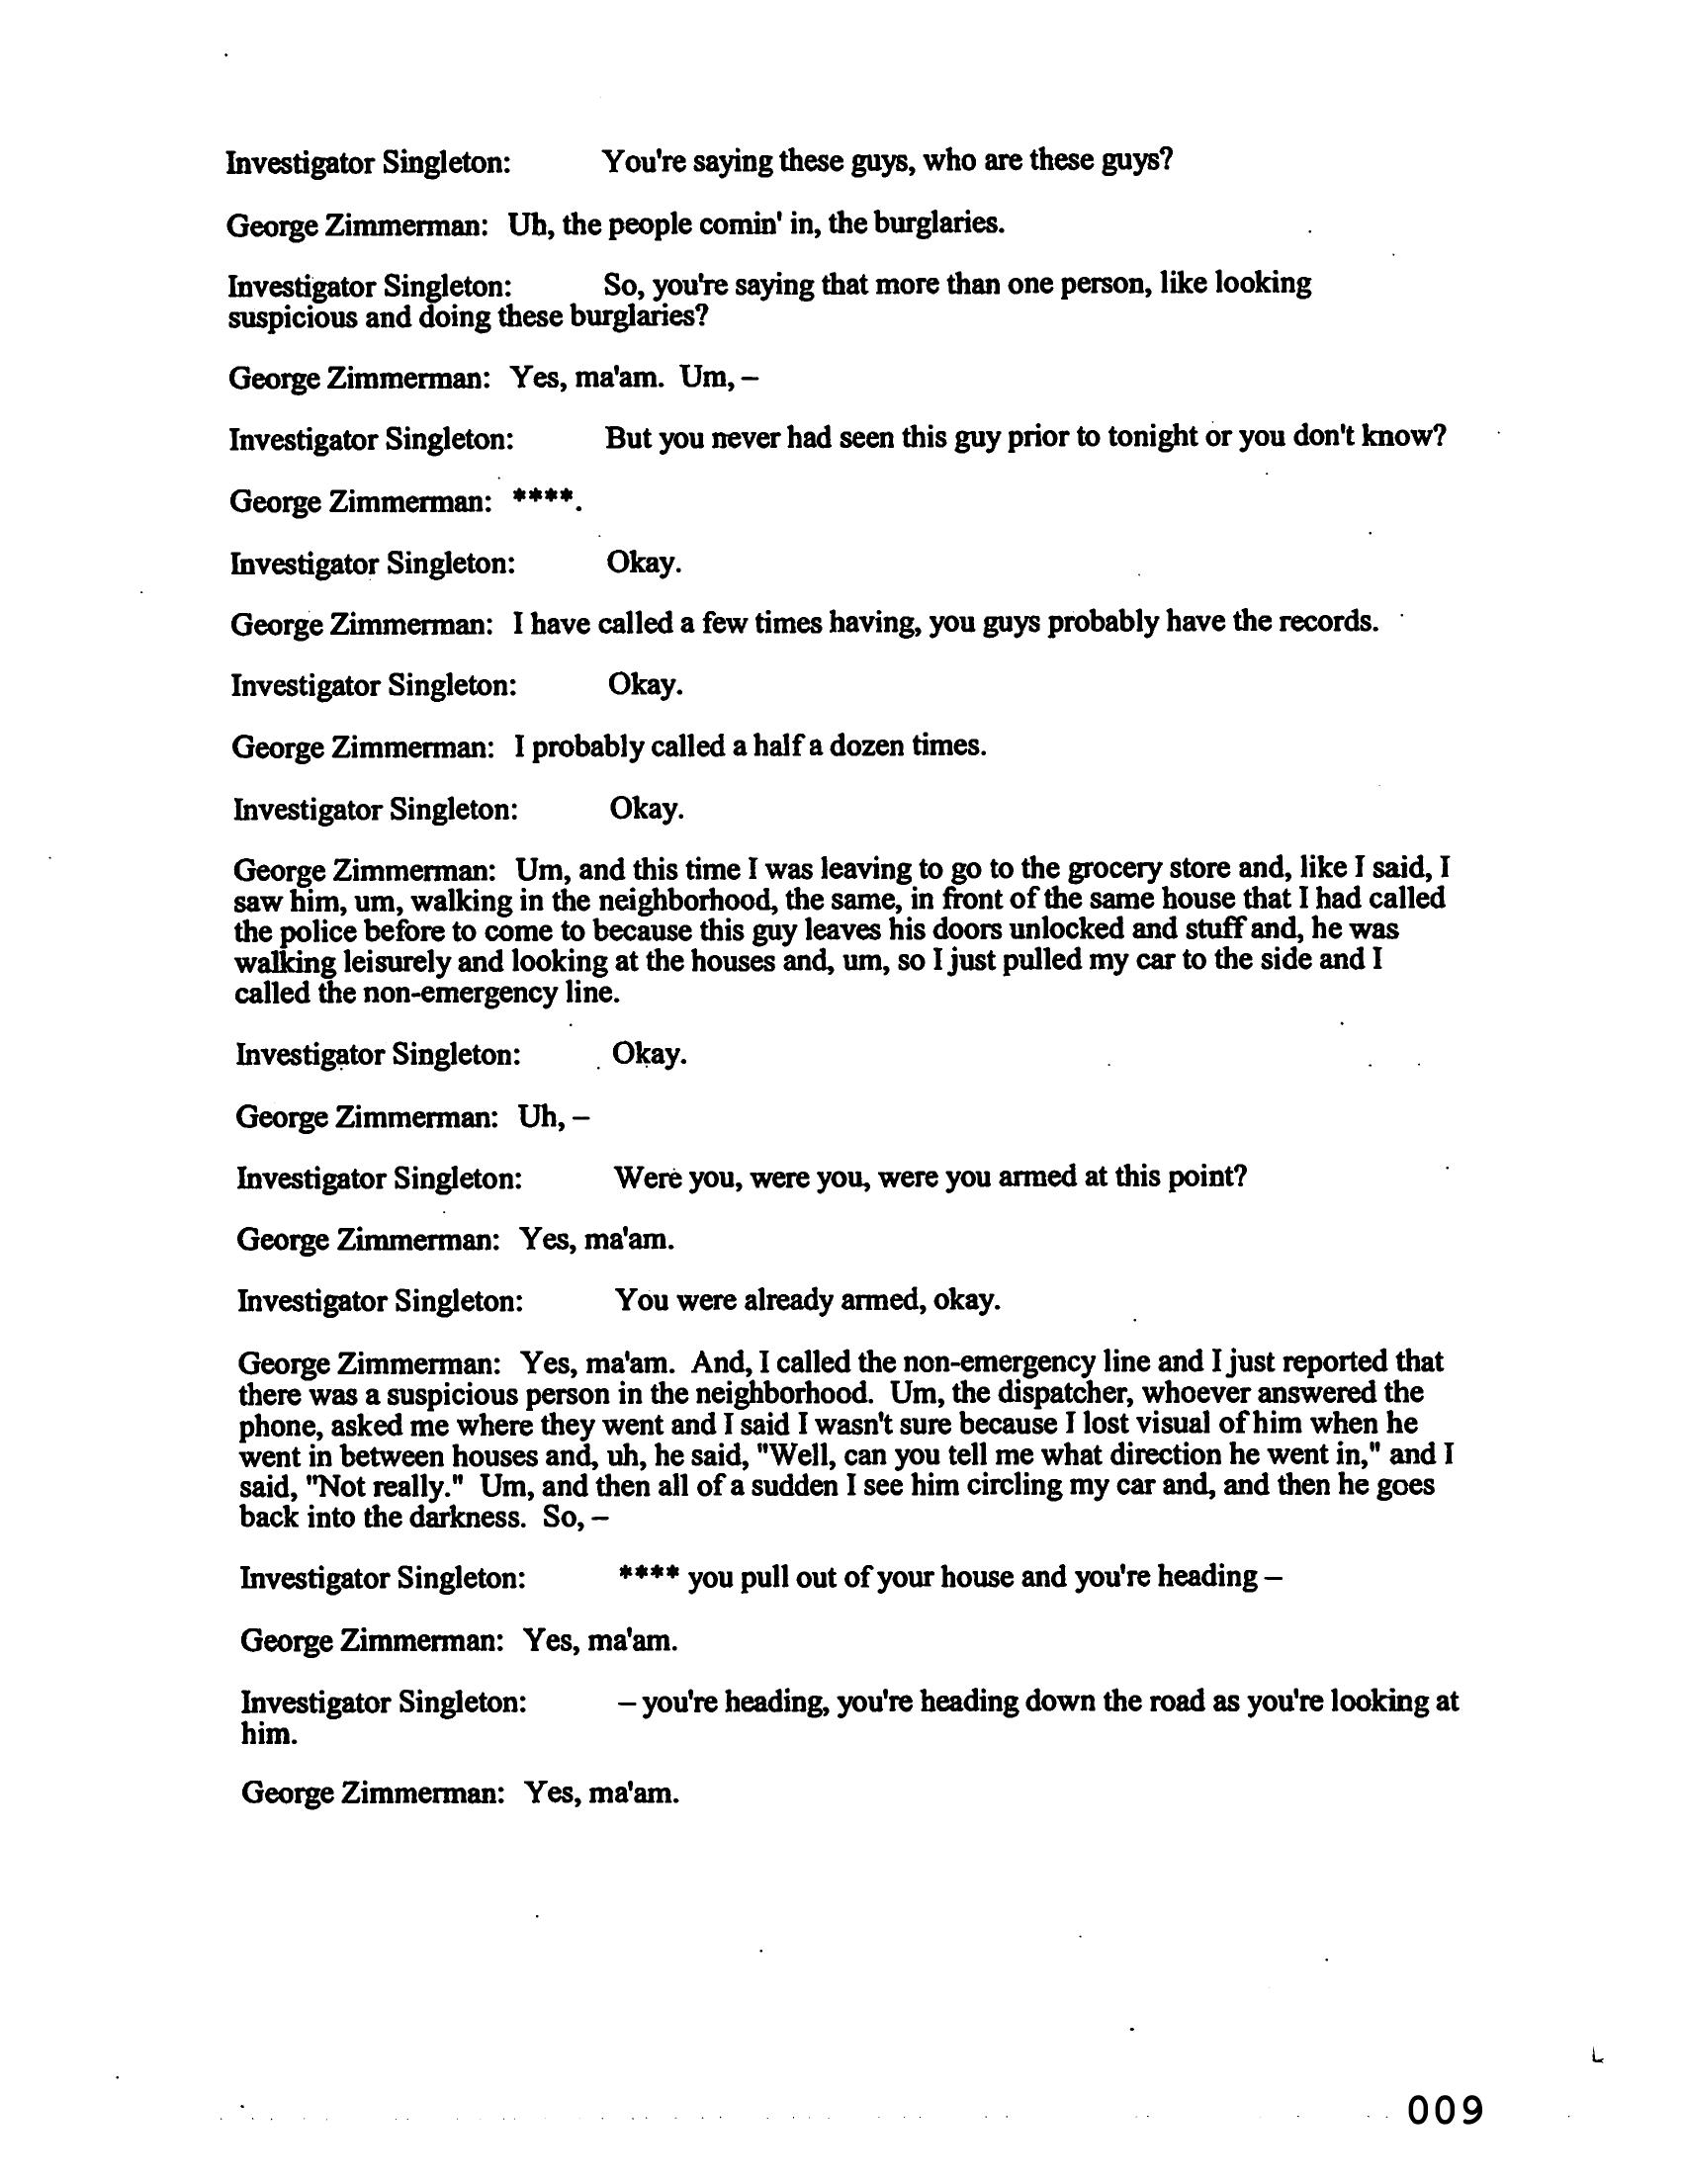 Investigator Singleton: You're saying these guys, who are these guys?
George Zimmerman: Uh, the people comin' in, the burglaries.
Investigator Singleton: So, you're saying that more than one person, like looking
suspicious and doing these burglaries?
George Zimmerman: Yes, ma'am. Um, –
Investigator Singleton: But you never had seen this guy prior to tonight or you don't know?
George Zimmerman: ****.
Investigator Singleton: Okay.
George Zimmerman: I have called a few times having, you guys probably have the records.
Investigator Singleton: Okay.
George Zimmerman: I probably called a half a dozen times.
Investigator Singleton: Okay.
George Zimmerman: Um, and this time I was leaving to go to the grocery store and, like I said, I
saw him, um, walking in the neighborhood, the same, in front of the same house that I had called
the police before to come to because this guy leaves his doors unlocked and stuff and, he was
walking leisurely and looking at the houses and, um, so I just pulled my car to the side and I
called the non-emergency line.
Investigator Singleton: Okay.
George Zimmerman: Uh, –
Investigator Singleton: Were you, were you, were you armed at this point?
George Zimmerman: Yes, ma'am.
Investigator Singleton: You were already armed, okay.
George Zimmerman: Yes, ma'am. And, I called the non-emergency line and I just reported that
there was a suspicious person in the neighborhood. Um, the dispatcher, whoever answered the
phone, asked me where they went and I said I wasn't sure because I lost visual of him when he
went in between houses and, uh, he said, "Well, can you tell me what direction he went in," and I
said, "Not really." Um, and then all of a sudden I see him circling my car and, and then he goes
back into the darkness. So, –
Investigator Singleton: **** you pull out of your house and you're heading –
George Zimmerman: Yes, ma'am.
Investigator Singleton: – you're heading, you're heading down the road as you're looking at
him.
George Zimmerman: Yes, ma'am.
009